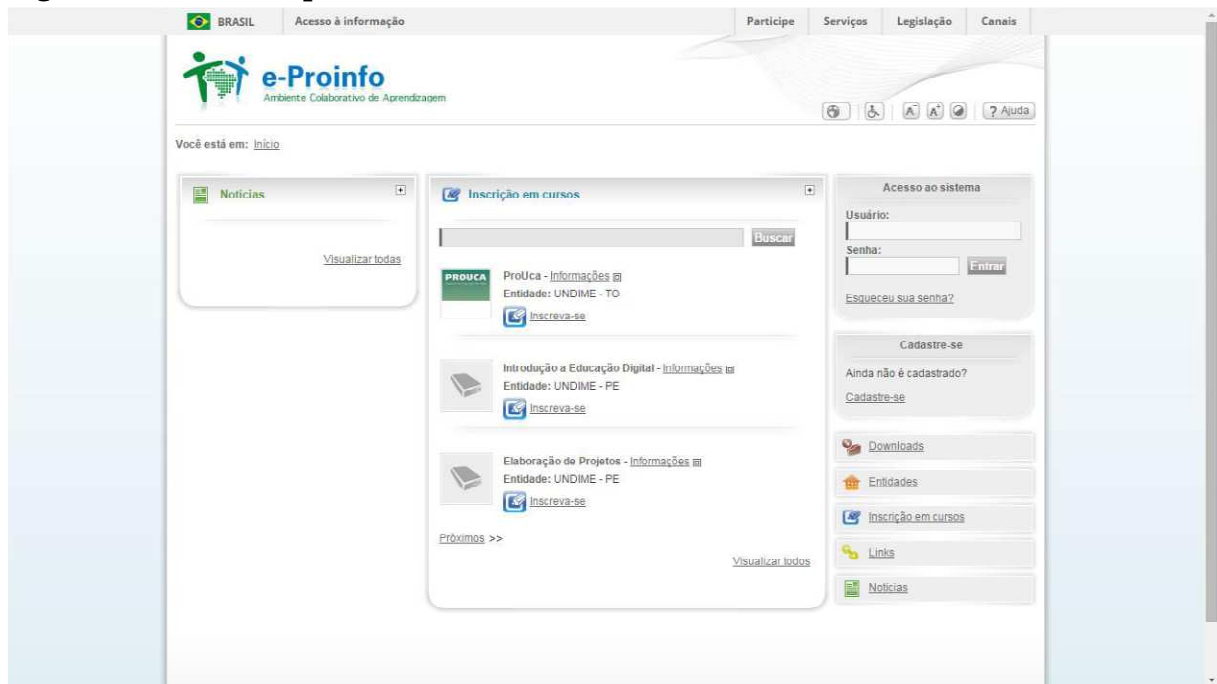 BRASIL Acesso à informação Participe Serviços Legislação Canais
e-Proinfo
Ambiente Colaborativo de Aprendizagem
A- A+ ? Ajuda
Você está em: Início
Notícias
Visualizar todas
Inscrição em cursos
Buscar
PROUCA
ProUca - Informações
Entidade: UNDIME - TO
Inscreva-se
Introdução a Educação Digital - Informações
Entidade: UNDIME - PE
Inscreva-se
Elaboração de Projetos - Informações
Entidade: UNDIME - PE
Inscreva-se
Próximos >>
Visualizar todos
Acesso ao sistema
Usuário:
Senha:
Entrar
Esqueceu sua senha?
Cadastre-se
Ainda não é cadastrado?
Cadastre-se
Downloads
Entidades
Inscrição em cursos
Links
Notícias